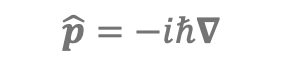 𝒑̂ = −𝑖ℏ𝛁